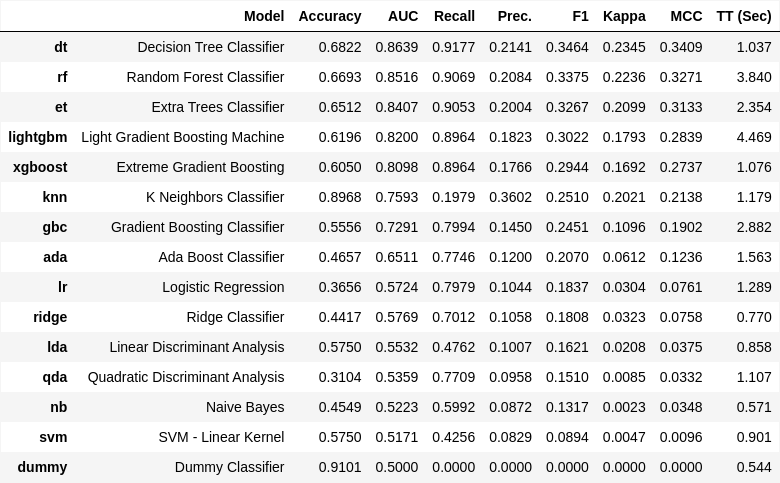 Model Accuracy AUC Recall Prec. F1 Kappa MCC TT (Sec)
dt Decision Tree Classifier 0.6822 0.8639 0.9177 0.2141 0.3464 0.2345 0.3409 1.037
rf Random Forest Classifier 0.6693 0.8516 0.9069 0.2084 0.3375 0.2236 0.3271 3.840
et Extra Trees Classifier 0.6512 0.8407 0.9053 0.2004 0.3267 0.2099 0.3133 2.354
lightgbm Light Gradient Boosting Machine 0.6196 0.8200 0.8964 0.1823 0.3022 0.1793 0.2839 4.469
xgboost Extreme Gradient Boosting 0.6050 0.8098 0.8964 0.1766 0.2944 0.1692 0.2737 1.076
knn K Neighbors Classifier 0.8968 0.7593 0.1979 0.3602 0.2510 0.2021 0.2138 1.179
gbc Gradient Boosting Classifier 0.5556 0.7291 0.7994 0.1450 0.2451 0.1096 0.1902 2.882
ada Ada Boost Classifier 0.4657 0.6511 0.7746 0.1200 0.2070 0.0612 0.1236 1.563
lr Logistic Regression 0.3656 0.5724 0.7979 0.1044 0.1837 0.0304 0.0761 1.289
ridge Ridge Classifier 0.4417 0.5769 0.7012 0.1058 0.1808 0.0323 0.0758 0.770
lda Linear Discriminant Analysis 0.5750 0.5532 0.4762 0.1007 0.1621 0.0208 0.0375 0.858
qda Quadratic Discriminant Analysis 0.3104 0.5359 0.7709 0.0958 0.1510 0.0085 0.0332 1.107
nb Naive Bayes 0.4549 0.5223 0.5992 0.0872 0.1317 0.0023 0.0348 0.571
svm SVM - Linear Kernel 0.5750 0.5171 0.4256 0.0829 0.0894 0.0047 0.0096 0.901
dummy Dummy Classifier 0.9101 0.5000 0.0000 0.0000 0.0000 0.0000 0.0000 0.544